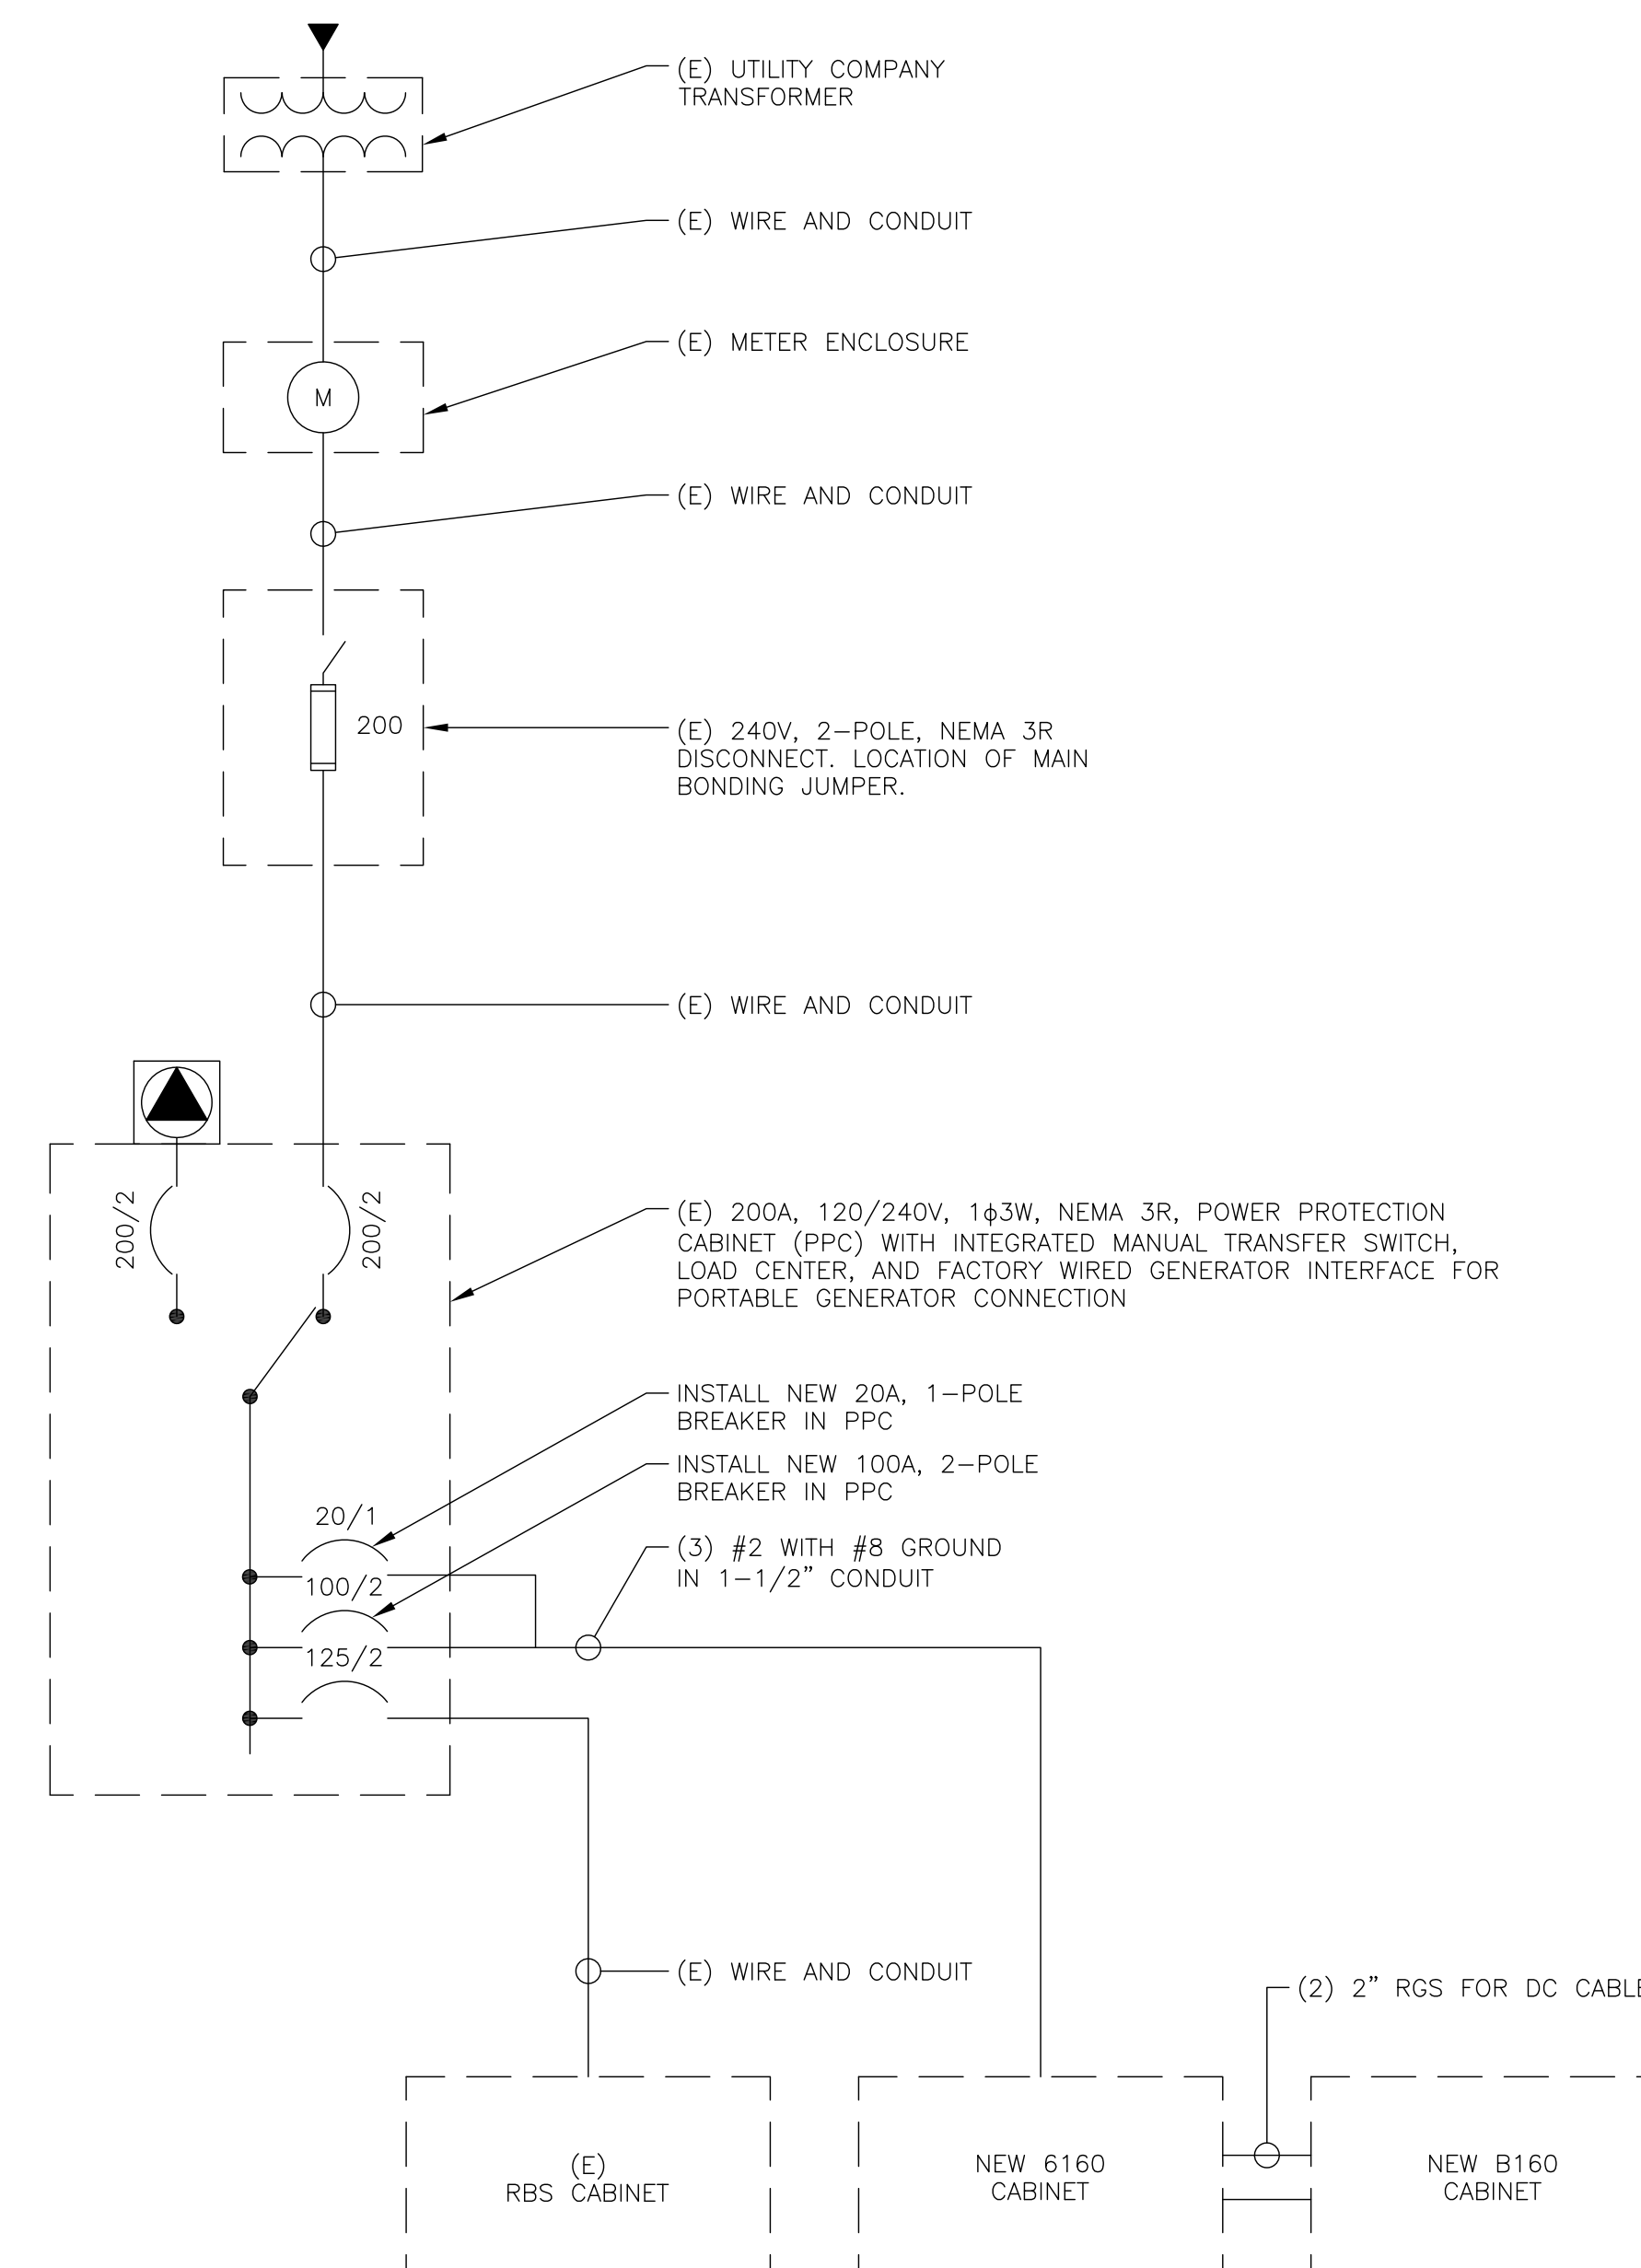 (E) UTILITY COMPANY
TRANSFORMER
(E) WIRE AND CONDUIT
(E) METER ENCLOSURE
M
(E) WIRE AND CONDUIT
200
(E) 240V, 2-POLE, NEMA 3R
DISCONNECT. LOCATION OF MAIN
BONDING JUMPER.
(E) WIRE AND CONDUIT
200/2
200/2
(E) 200A, 120/240V, 1ϕ3W, NEMA 3R, POWER PROTECTION
CABINET (PPC) WITH INTEGRATED MANUAL TRANSFER SWITCH,
LOAD CENTER, AND FACTORY WIRED GENERATOR INTERFACE FOR
PORTABLE GENERATOR CONNECTION
INSTALL NEW 20A, 1-POLE
BREAKER IN PPC
INSTALL NEW 100A, 2-POLE
BREAKER IN PPC
20/1
(3) #2 WITH #8 GROUND
IN 1-1/2" CONDUIT
100/2
125/2
(E) WIRE AND CONDUIT
(2) 2" RGS FOR DC
(E)
RBS CABINET
NEW 6160
CABINET
NEW B160
CABINET